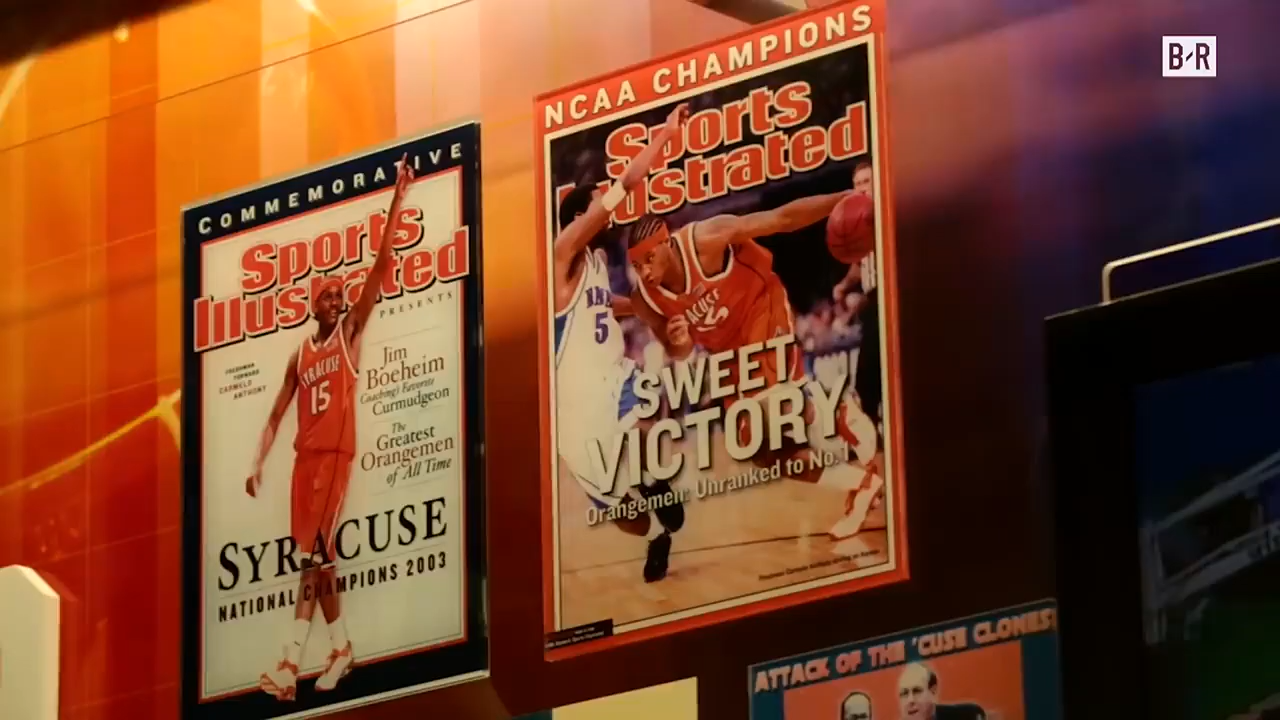 B·R
COMMEMORATIVE
Sports
Illustrated
PRESENTS
FRESHMAN
FORWARD
CARMELO
ANTHONY
Jim
Boeheim
Coaching's Favorite
Curmudgeon
The
Greatest
Orangemen
of All Time
SYRACUSE
15
SYRACUSE
NATIONAL CHAMPIONS 2003
NCAA CHAMPIONS
Sports
Illustrated
5
SWEET
VICTORY
Orangemen: Unranked to No.1
ATTACK OF THE 'CUSE CLONES!